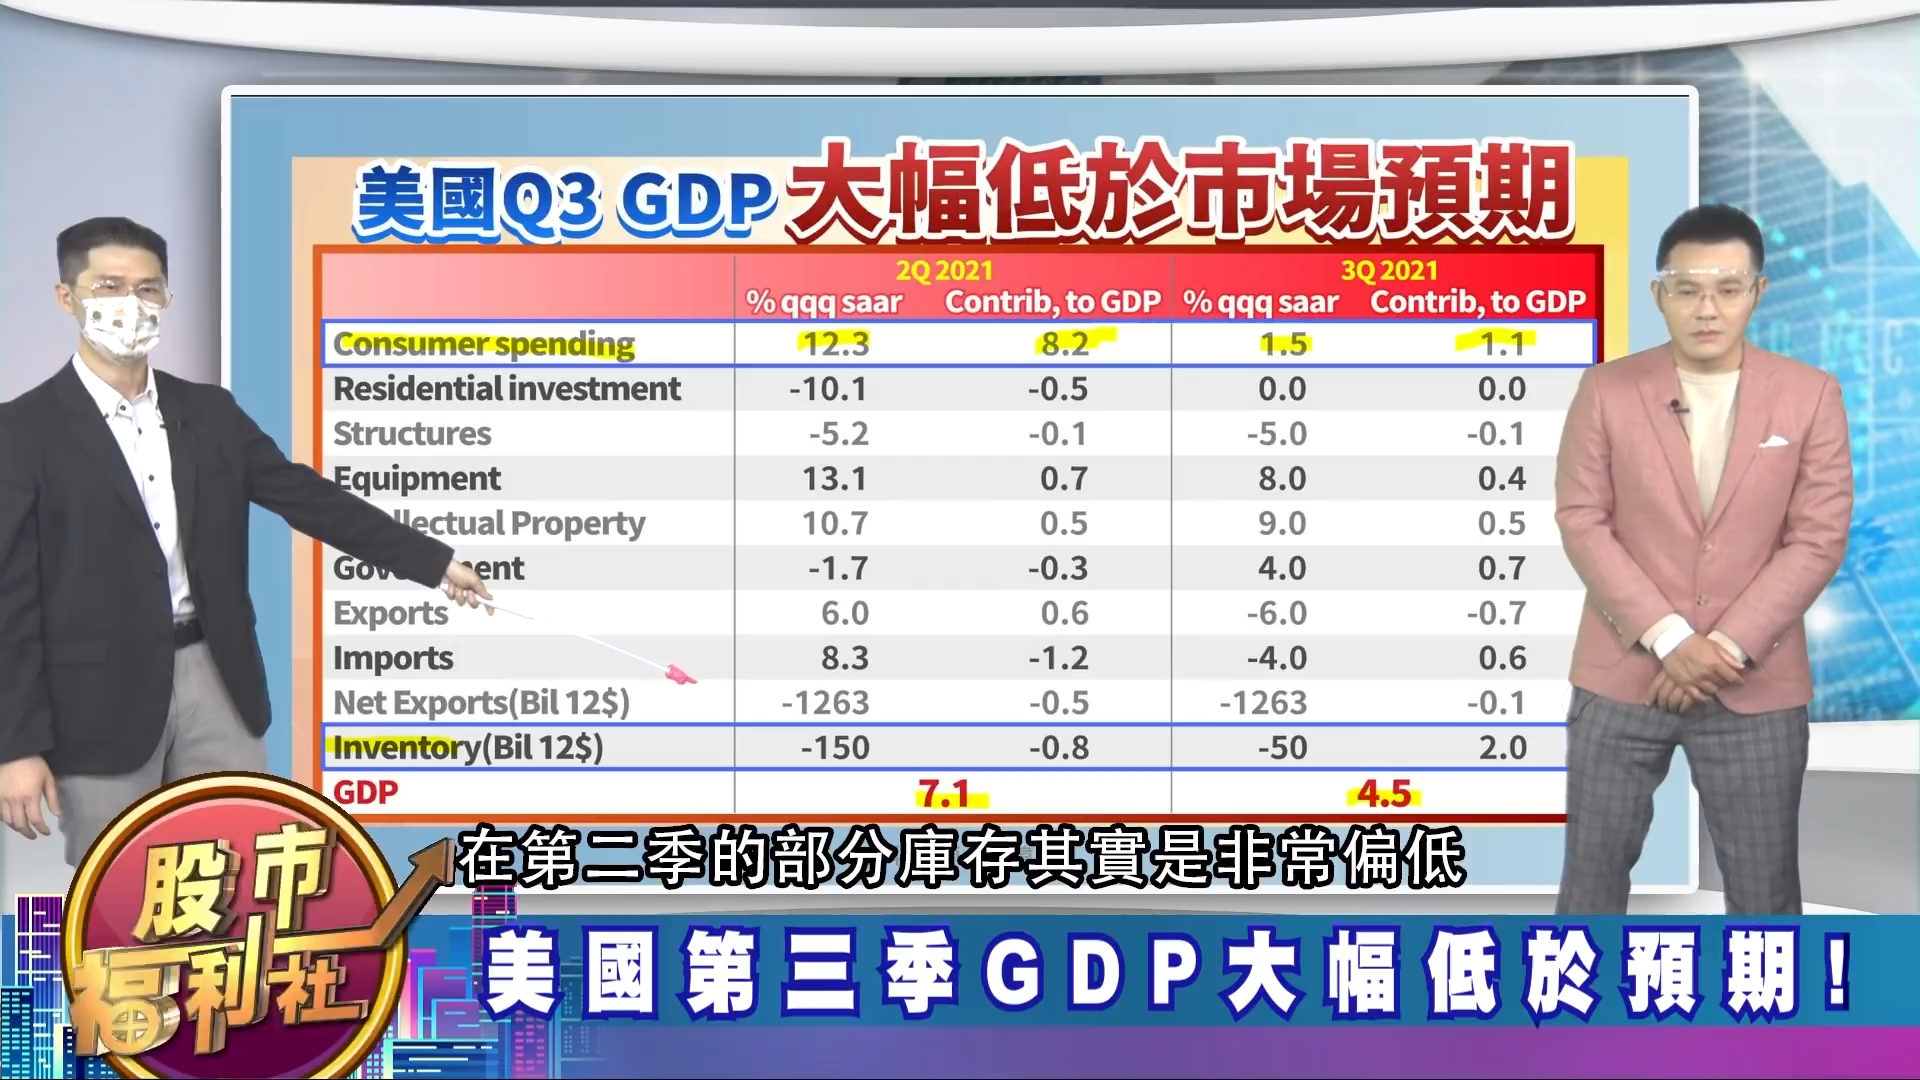 美國Q3 GDP 大幅低於市場預期
2Q 2021 3Q 2021
% qqq saar Contrib, to GDP % qqq saar Contrib, to GDP
Consumer spending 12.3 8.2 1.5 1.1
Residential investment -10.1 -0.5 0.0 0.0
Structures -5.2 -0.1 -5.0 -0.1
Equipment 13.1 0.7 8.0 0.4
llectual Property 10.7 0.5 9.0 0.5
Gov ent -1.7 -0.3 4.0 0.7
Exports 6.0 0.6 -6.0 -0.7
Imports 8.3 -1.2 -4.0 0.6
Net Exports(Bil 12$) -1263 -0.5 -1263 -0.1
Inventory(Bil 12$) -150 -0.8 -50 2.0
GDP 7.1 4.5
在第二季的部分庫存其實是非常偏低
股市
福利社
美國第三季GDP大幅低於預期!